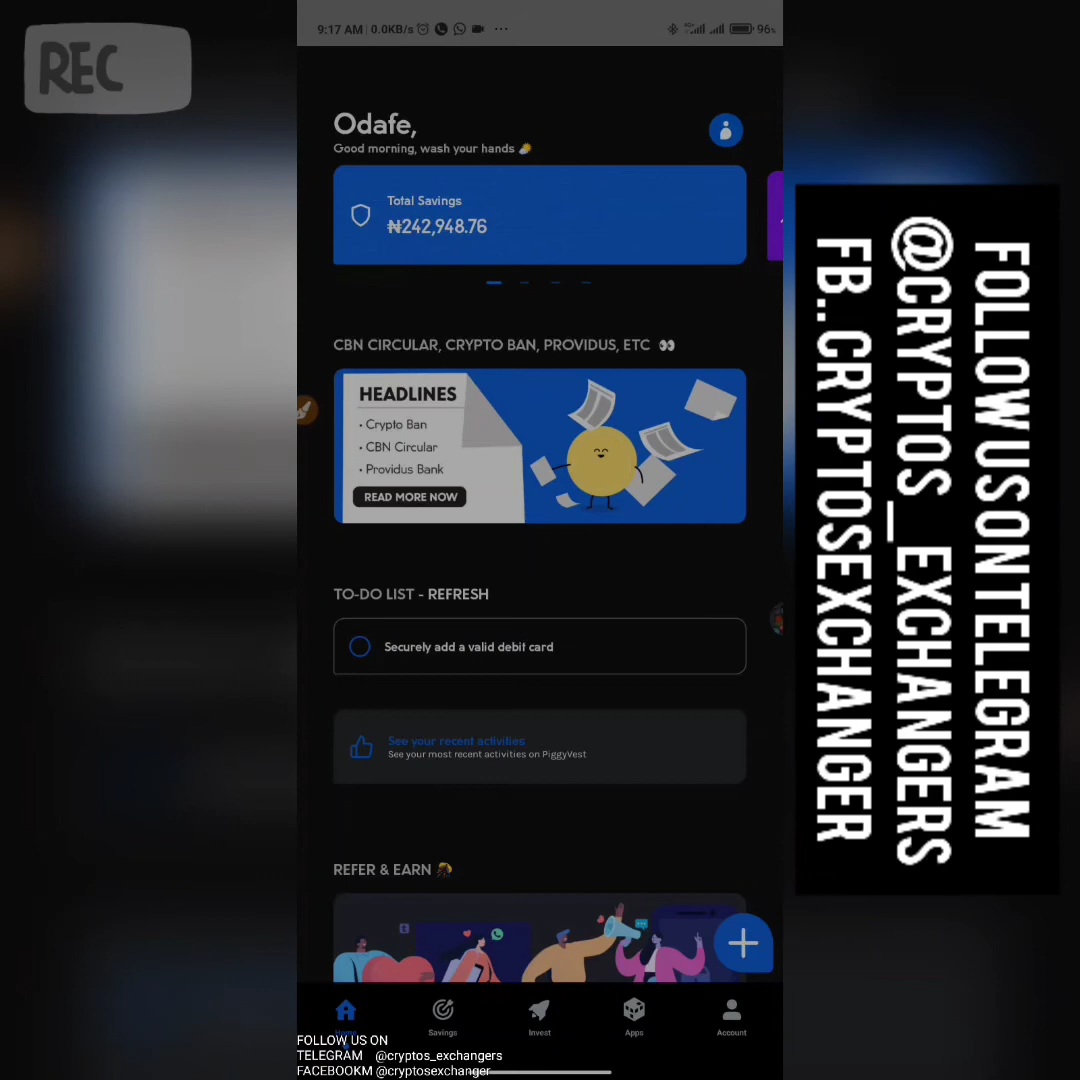 REC
9:17 AM | 0.0KB/s
96%
Odafe,
Good morning, wash your hands
Total Savings
₦242,948.76
CBN CIRCULAR, CRYPTO BAN, PROVIDUS, ETC
HEADLINES
• Crypto Ban
• CBN Circular
• Providus Bank
READ MORE NOW
TO-DO LIST - REFRESH
Securely add a valid debit card
See your recent activities
See your most recent activities on PiggyVest
REFER & EARN
Home
Savings
Invest
Apps
Account
FOLLOW US ON
TELEGRAM @cryptos_exchangers
FACEBOOKM @cryptosexchanger
FOLLOW US ON TELEGRAM
@CRYPTOS_EXCHANGERS
FB.. CRYPTOSEXCHANGER